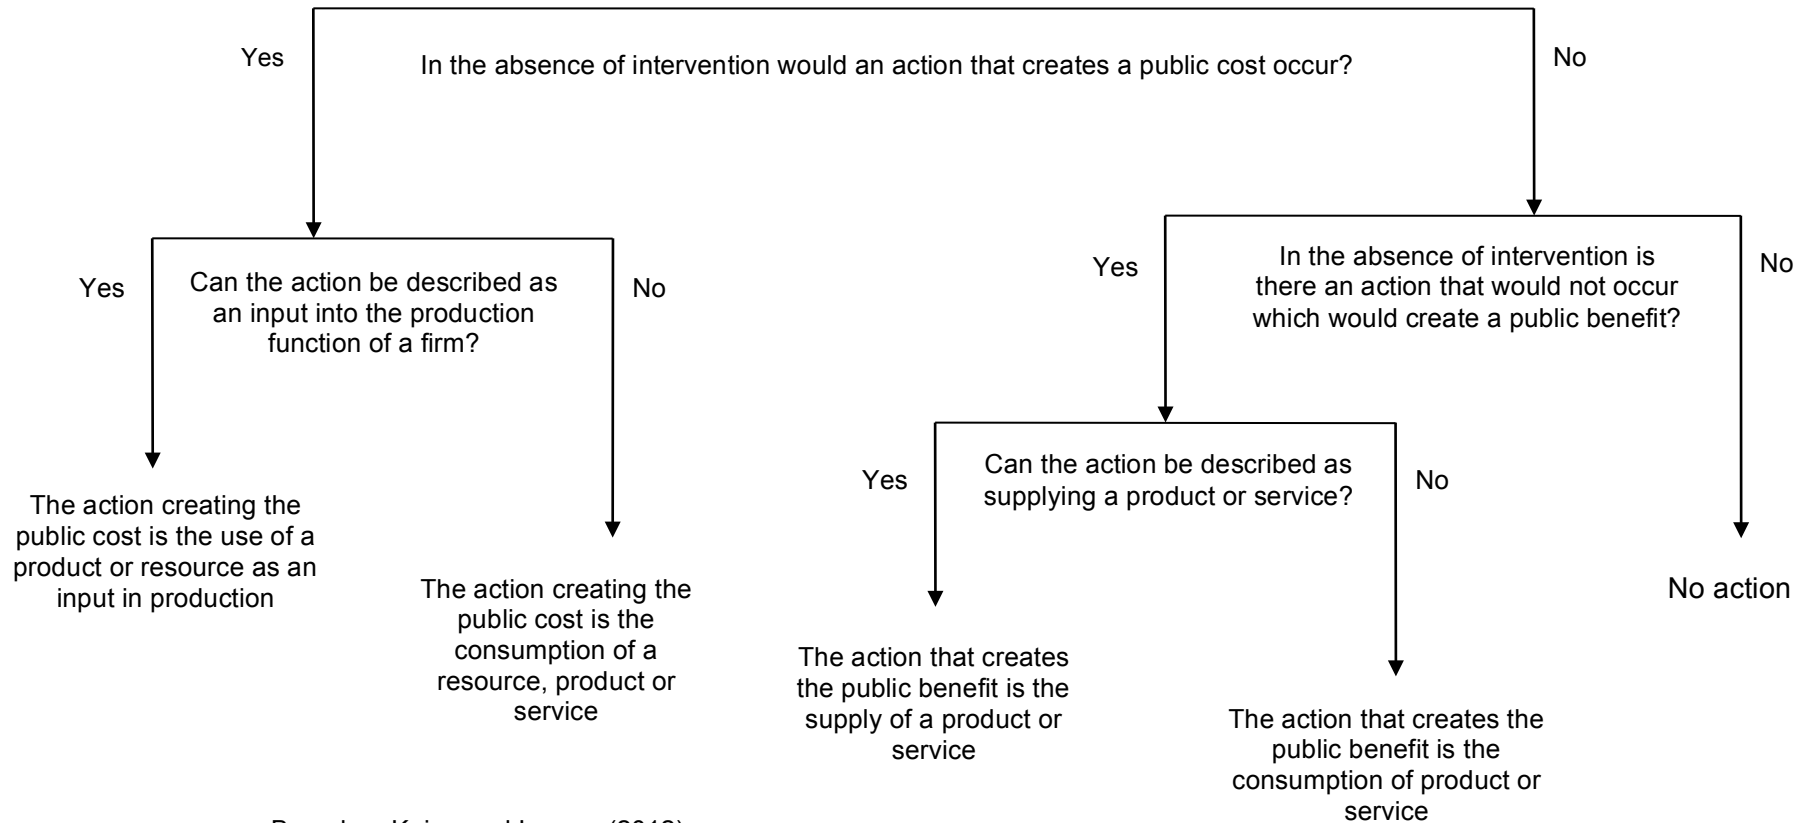 Yes
In the absence of intervention would an action that creates a public cost occur?
No
Yes
Can the action be described as
an input into the production
function of a firm?
No
Yes
In the absence of intervention is
there an action that would not occur
which would create a public benefit?
No
Yes
Can the action be described as
supplying a product or service?
No
The action creating the
public cost is the use of a
product or resource as an
input in production
The action creating the
public cost is the
consumption of a
resource, product or
service
The action that creates
the public benefit is the
supply of a product or
service
The action that creates the
public benefit is the
consumption of product or
service
No action
(2012)